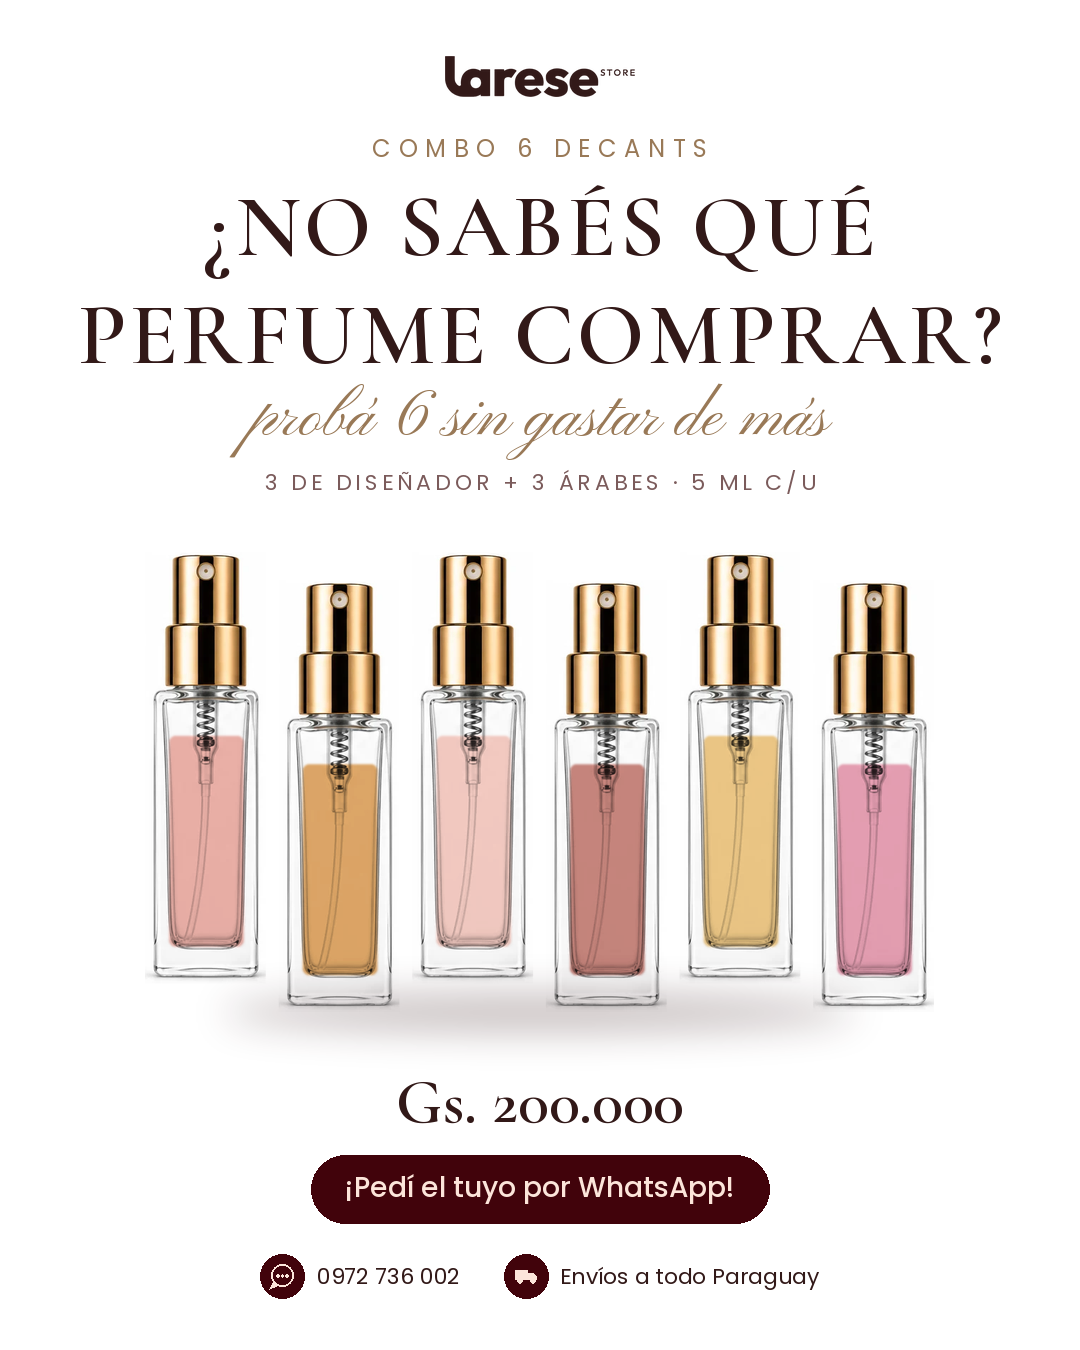 Larese STORE
COMBO 6 DECANTS
¿NO SABÉS QUÉ
PERFUME COMPRAR?
probá 6 sin gastar de más
3 DE DISEÑADOR + 3 ÁRABES · 5 ML C/U
Gs. 200.000
¡Pedí el tuyo por WhatsApp!
0972 736 002
Envíos a todo Paraguay